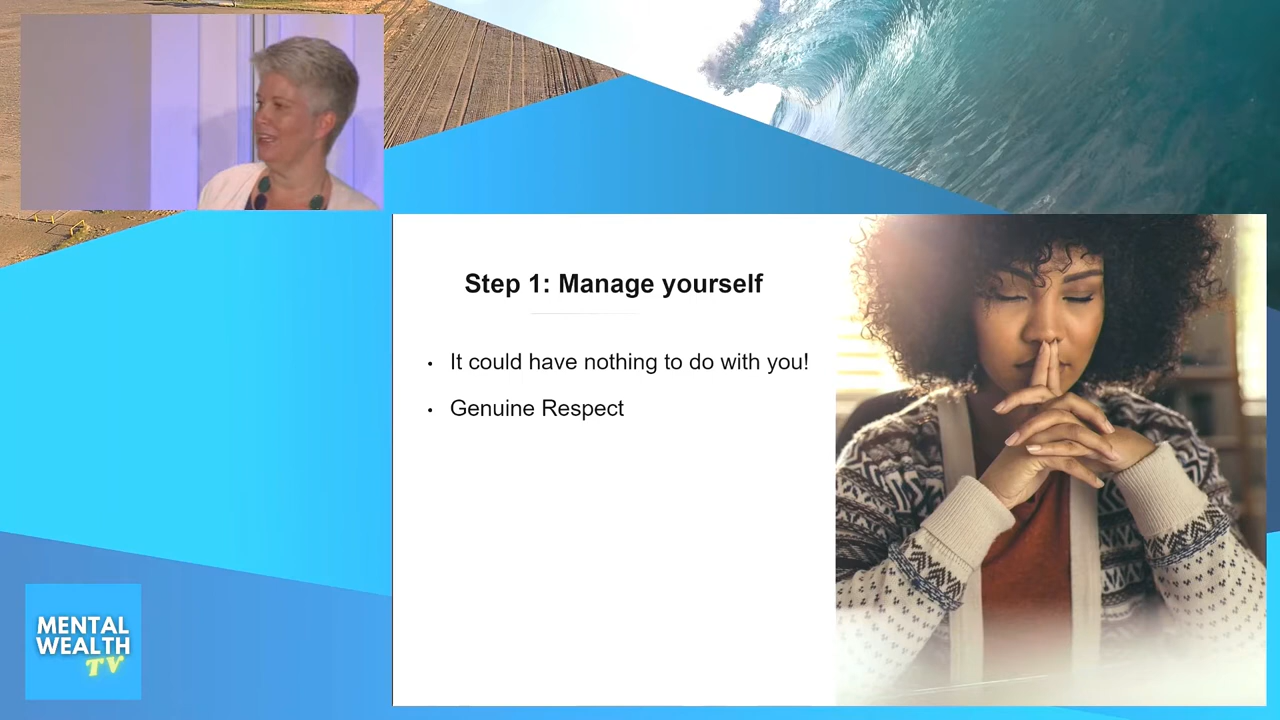 Step 1: Manage yourself
• It could have nothing to do with you!
• Genuine Respect
MENTAL
WEALTH
TV